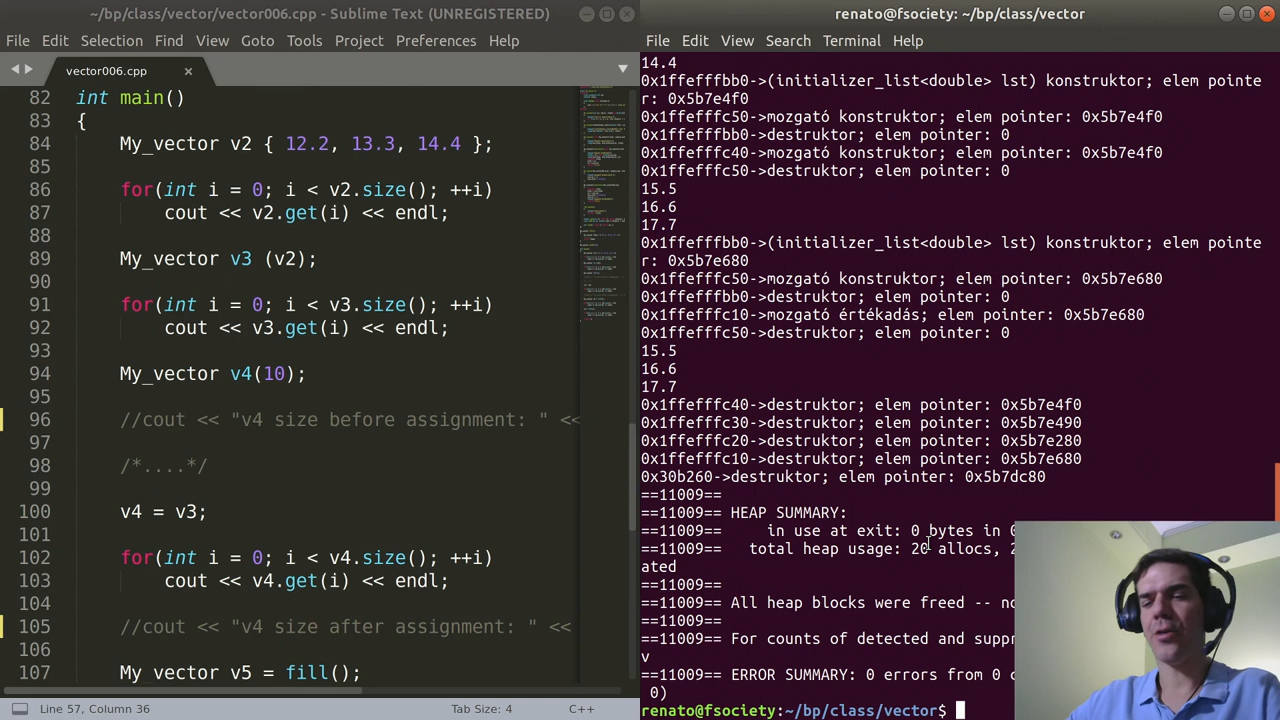 ~/bp/class/vector/vector006.cpp - Sublime Text (UNREGISTERED)
File Edit Selection Find View Goto Tools Project Preferences Help
vector006.cpp
82 int main()
83 {
84 My_vector v2 { 12.2, 13.3, 14.4 };
85
86 for(int i = 0; i < v2.size(); ++i)
87 cout << v2.get(i) << endl;
88
89 My_vector v3 (v2);
90
91 for(int i = 0; i < v3.size(); ++i)
92 cout << v3.get(i) << endl;
93
94 My_vector v4(10);
95
96 //cout << "v4 size before assignment: " <<
97
98 /*....*/
99
100 v4 = v3;
101
102 for(int i = 0; i < v4.size(); ++i)
103 cout << v4.get(i) << endl;
104
105 //cout << "v4 size after assignment: " <<
106
107 My_vector v5 = fill();
Line 57, Column 36 Tab Size: 4 C++
renato@fsociety: ~/bp/class/vector
File Edit View Search Terminal Help
14.4
0x1ffefffbb0->(initializer_list<double> lst) konstruktor; elem pointe
r: 0x5b7e4f0
0x1ffefffc50->mozgató konstruktor; elem pointer: 0x5b7e4f0
0x1ffefffbb0->destruktor; elem pointer: 0
0x1ffefffc40->mozgató konstruktor; elem pointer: 0x5b7e4f0
0x1ffefffc50->destruktor; elem pointer: 0
15.5
16.6
17.7
0x1ffefffbb0->(initializer_list<double> lst) konstruktor; elem pointe
r: 0x5b7e680
0x1ffefffc50->mozgató konstruktor; elem pointer: 0x5b7e680
0x1ffefffbb0->destruktor; elem pointer: 0
0x1ffefffc10->mozgató értékadás; elem pointer: 0x5b7e680
0x1ffefffc50->destruktor; elem pointer: 0
15.5
16.6
17.7
0x1ffefffc40->destruktor; elem pointer: 0x5b7e4f0
0x1ffefffc30->destruktor; elem pointer: 0x5b7e490
0x1ffefffc20->destruktor; elem pointer: 0x5b7e280
0x1ffefffc10->destruktor; elem pointer: 0x5b7e680
0x30b260->destruktor; elem pointer: 0x5b7dc80
==11009==
==11009== HEAP SUMMARY:
==11009== in use at exit: 0 bytes in
==11009== total heap usage: 20 allocs,
ated
==11009==
==11009== All heap blocks were freed --
==11009==
==11009== For counts of detected and
v
==11009== ERROR SUMMARY: 0 errors from 0
0)
renato@fsociety:~/bp/class/vector$